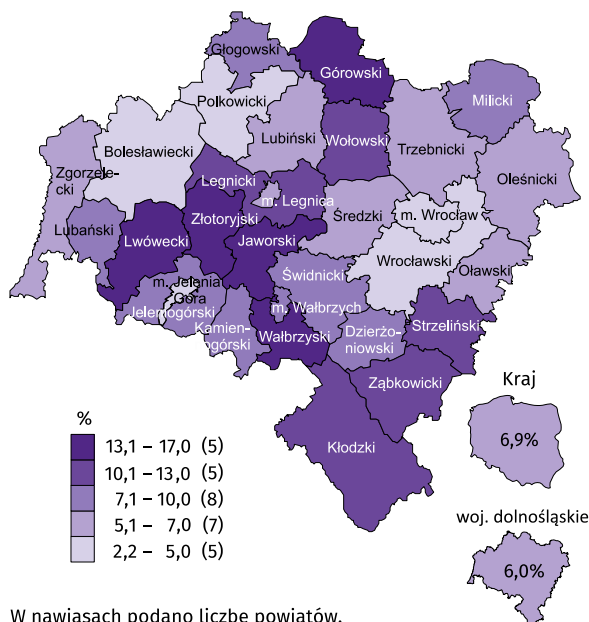 Głogowski
Górowski
Milicki
Polkowicki
Lubiński
Wołowski
Trzebnicki
Bolesławiecki
Zgorzele-
cki
Legnicki
m. Legnica
Oleśnicki
Lubański
Złotoryjski
Średzki
m. Wrocław
Lwówecki
Jaworski
Wrocławski
Oławski
m. Jelenia
Góra
Świdnicki
Jeleniogórski
m. Wałbrych
Kamien-
nogórski
Wałbrzyski
Dzierżo-
niowski
Strzeliński
Ząbkowicki
Kłodzki
Kraj
6,9%
woj. dolnośląskie
6,0%
%
13,1 – 17,0 (5)
10,1 – 13,0 (5)
7,1 – 10,0 (8)
5,1 – 7,0 (7)
2,2 – 5,0 (5)
W nawiasach podano liczbę powiatów.